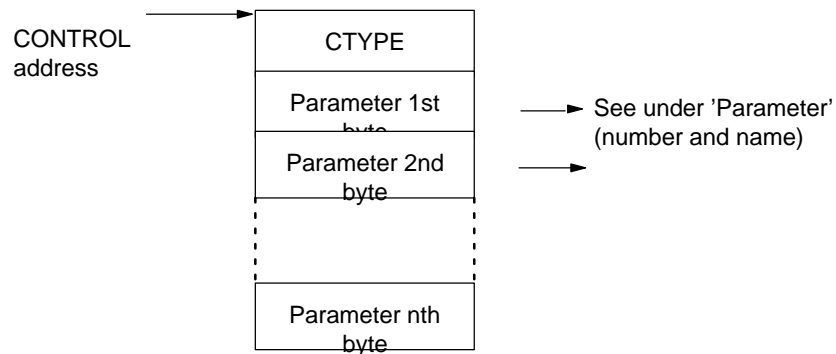 CONTROL
address
CTYPE
Parameter 1st
byte
Parameter 2nd
byte
See under ’Parameter’
(number and name)
Parameter nth
byte